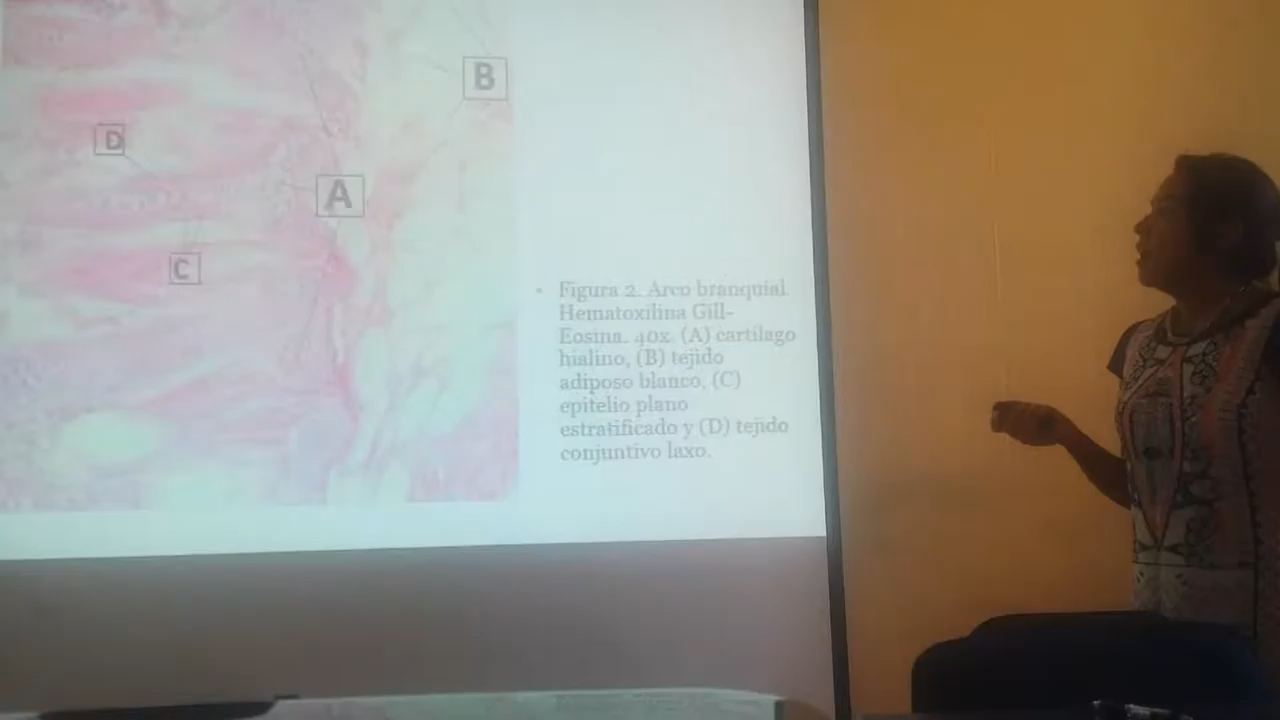 B
D
A
C
• Figura 2. Arco branquial.
Hematoxilina Gill-
Eosina. 40x. (A) cartílago
hialino, (B) tejido
adiposo blanco, (C)
epitelio plano
estratificado y (D) tejido
conjuntivo laxo.